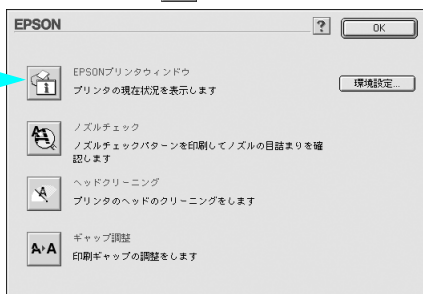 EPSON
?
OK
EPSONプリンタウィンドウ
プリンタの現在状況を表示します
環境設定...
ノズルチェック
ノズルチェックパターンを印刷してノズルの目詰まりを確
認します
ヘッドクリーニング
プリンタのヘッドのクリーニングをします
ギャップ調整
印刷ギャップの調整をします